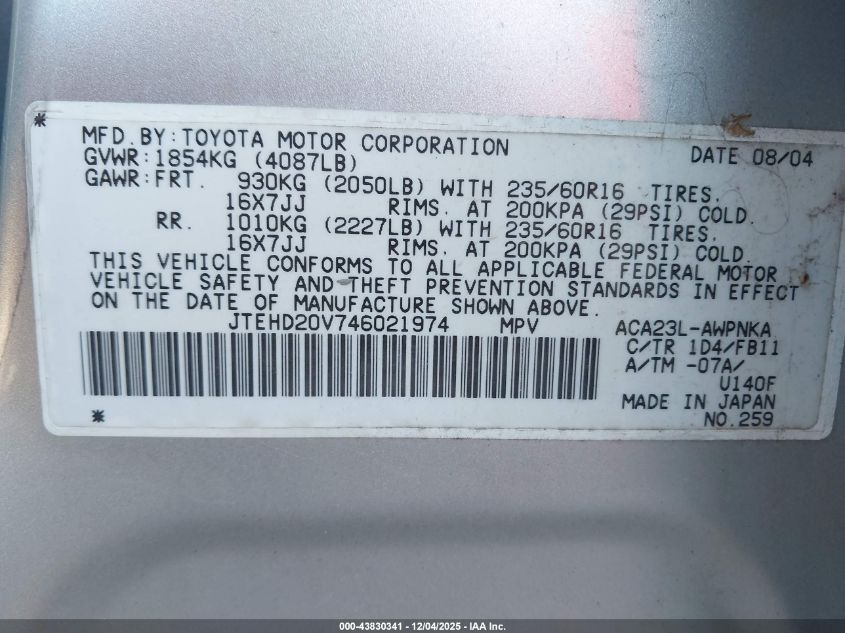 *
MFD.BY:TOYOTA MOTOR CORPORATION DATE 08/04
GVWR:1854KG (4087LB)
GAWR:FRT. 930KG (2050LB) WITH 235/60R16 TIRES.
16X7JJ RIMS. AT 200KPA (29PSI) COLD.
RR. 1010KG (2227LB) WITH 235/60R16 TIRES.
16X7JJ RIMS. AT 200KPA (29PSI) COLD.
THIS VEHICLE CONFORMS TO ALL APPLICABLE FEDERAL MOTOR
VEHICLE SAFETY AND THEFT PREVENTION STANDARDS IN EFFECT
ON THE DATE OF MANUFACTURE SHOWN ABOVE.
JTEHD20V746021974 MPV ACA23L-AWPNKA
C/TR 1D4/FB11
A/TM -07A/
U140F
MADE IN JAPAN
* NO.259
000-43830341 - 12/04/2025 - IAA Inc.